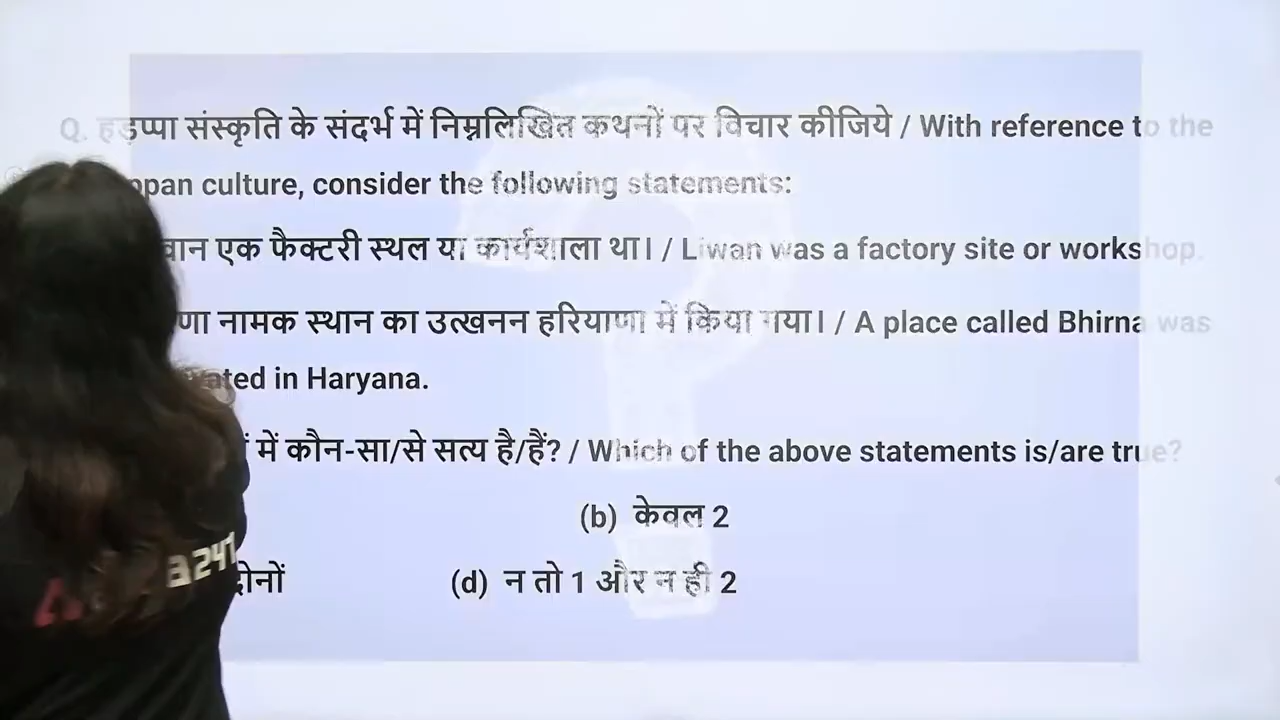 Q. हड़प्पा संस्कृति के संदर्भ में निम्नलिखित कथनों पर विचार कीजिये / With reference to the
culture, consider the following statements:
एक फैक्टरी स्थल या कार्यशाला था। / Liwan was a factory site or workshop.
नामक स्थान का उत्खनन हरियाणा में किया गया। / A place called Bhirna was
in Haryana.
में कौन-सा/से सत्य है/हैं? / Which of the above statements is/are true?
(b) केवल 2
दोनों (d) न तो 1 और न ही 2
247